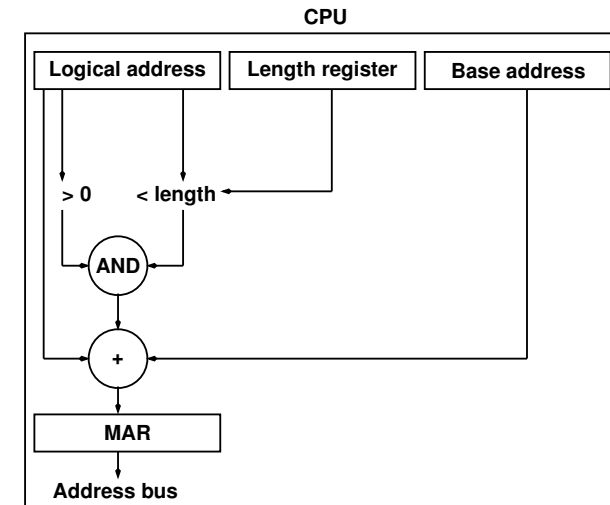 CPU
Logical address
Length register
Base address
> 0
< length
AND
+
MAR
Address bus